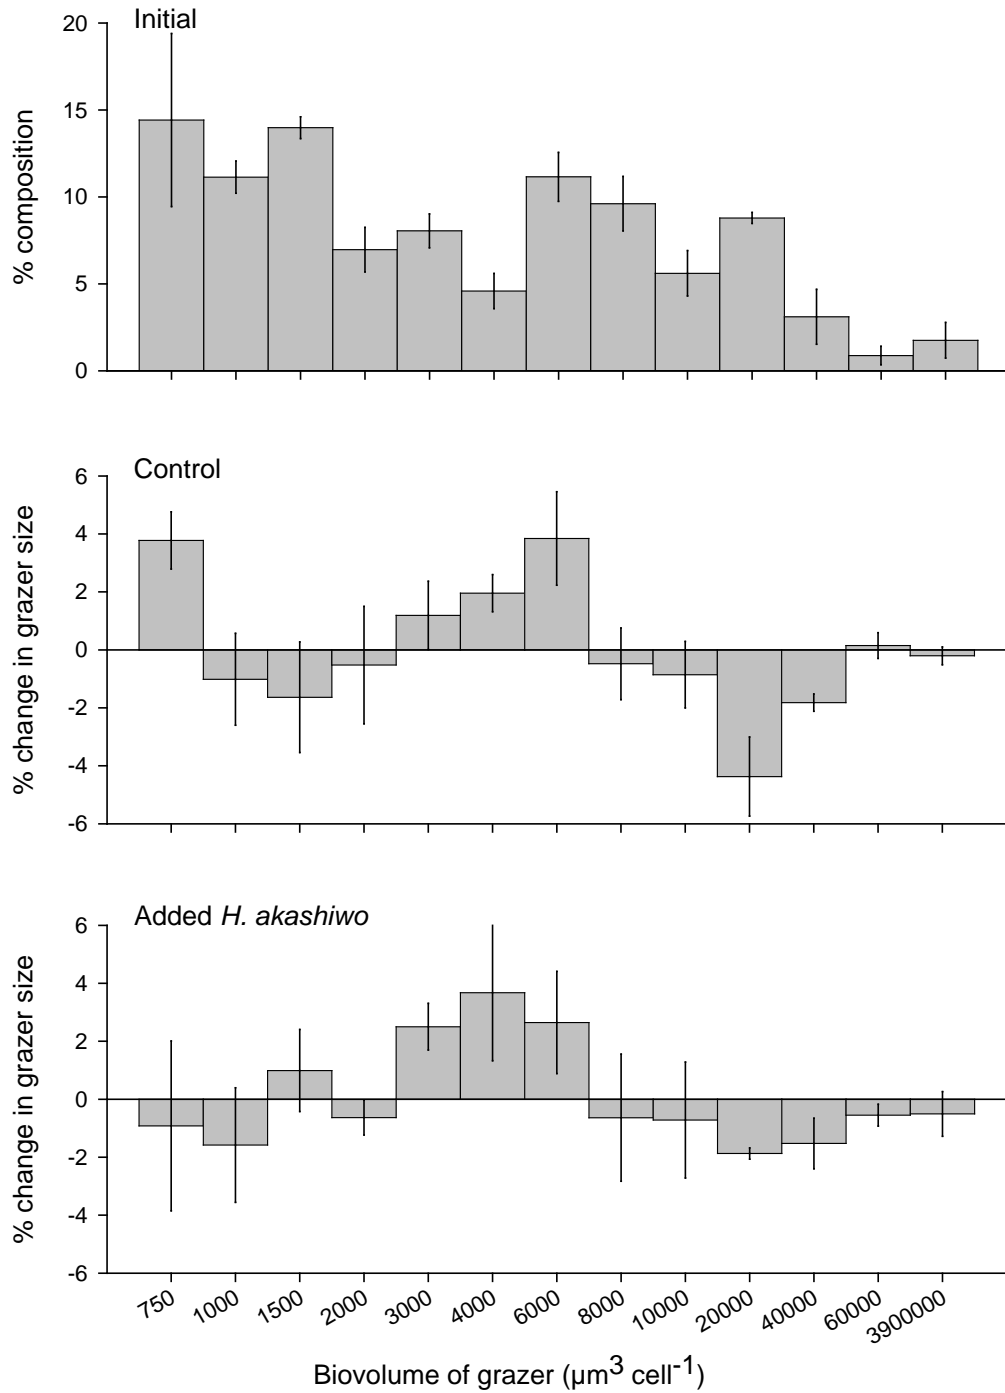 Initial
% composition
20
15
10
5
0
Control
% change in grazer size
6
4
2
0
-2
-4
-6
Added H. akashiwo
% change in grazer size
6
4
2
0
-2
-4
-6
750 1000 1500 2000 3000 4000 6000 8000 10000 20000 40000 60000 3900000
Biovolume of grazer (µm³ cell⁻¹)